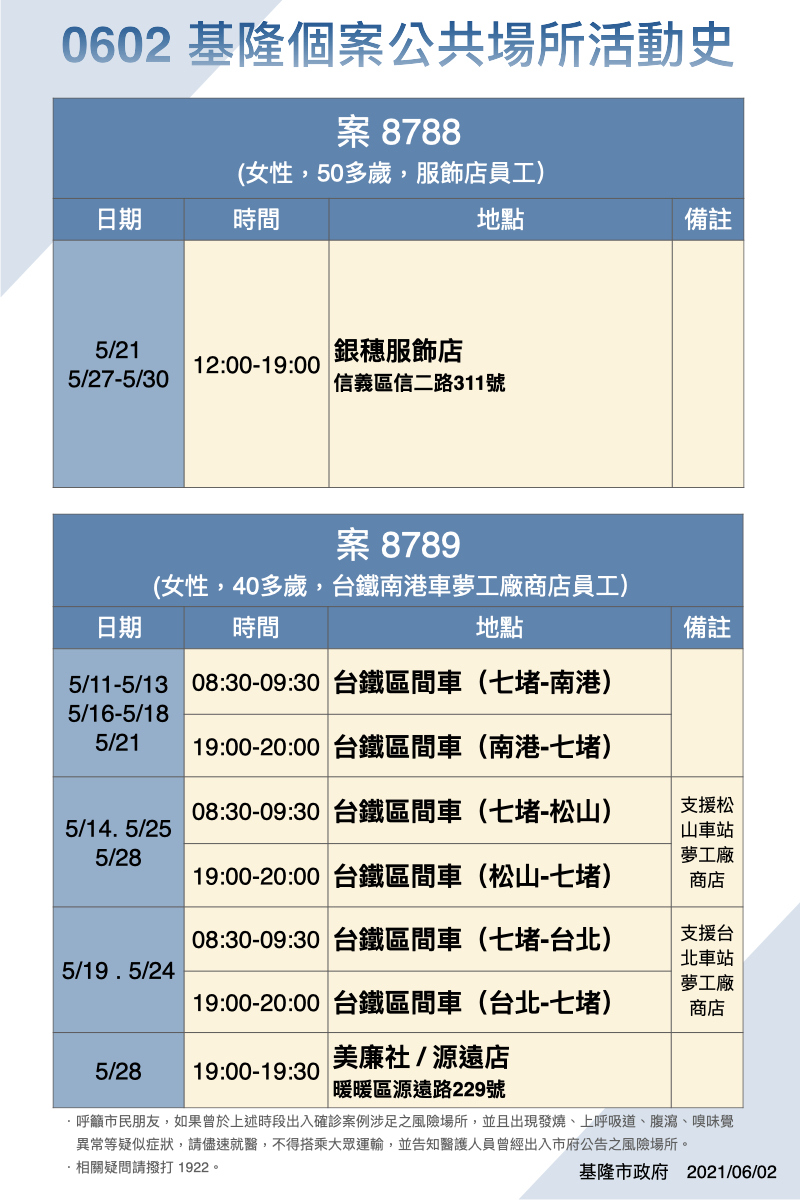 0602 基隆個案公共場所活動史
案 8788
(女性，50多歲，服飾店員工)
日期 時間 地點 備註
5/21
5/27-5/30
12:00-19:00
銀穗服飾店
信義區信二路311號
案 8789
(女性，40多歲，台鐵南港車夢工廠商店員工)
日期 時間 地點 備註
5/11-5/13
5/16-5/18
5/21
08:30-09:30 台鐵區間車（七堵-南港）
19:00-20:00 台鐵區間車（南港-七堵）
5/14. 5/25
5/28
08:30-09:30 台鐵區間車（七堵-松山）
19:00-20:00 台鐵區間車（松山-七堵）
支援松
山車站
夢工廠
商店
5/19 . 5/24
08:30-09:30 台鐵區間車（七堵-台北）
19:00-20:00 台鐵區間車（台北-七堵）
支援台
北車站
夢工廠
商店
5/28
19:00-19:30
美廉社 / 源遠店
暖暖區源遠路229號
· 呼籲市民朋友，如果曾於上述時段出入確診案例涉足之風險場所，並且出現發燒、上呼吸道、腹瀉、嗅味覺
異常等疑似症狀，請儘速就醫，不得搭乘大眾運輸，並告知醫護人員曾經出入市府公告之風險場所。
· 相關疑問請撥打 1922。
基隆市政府 2021/06/02